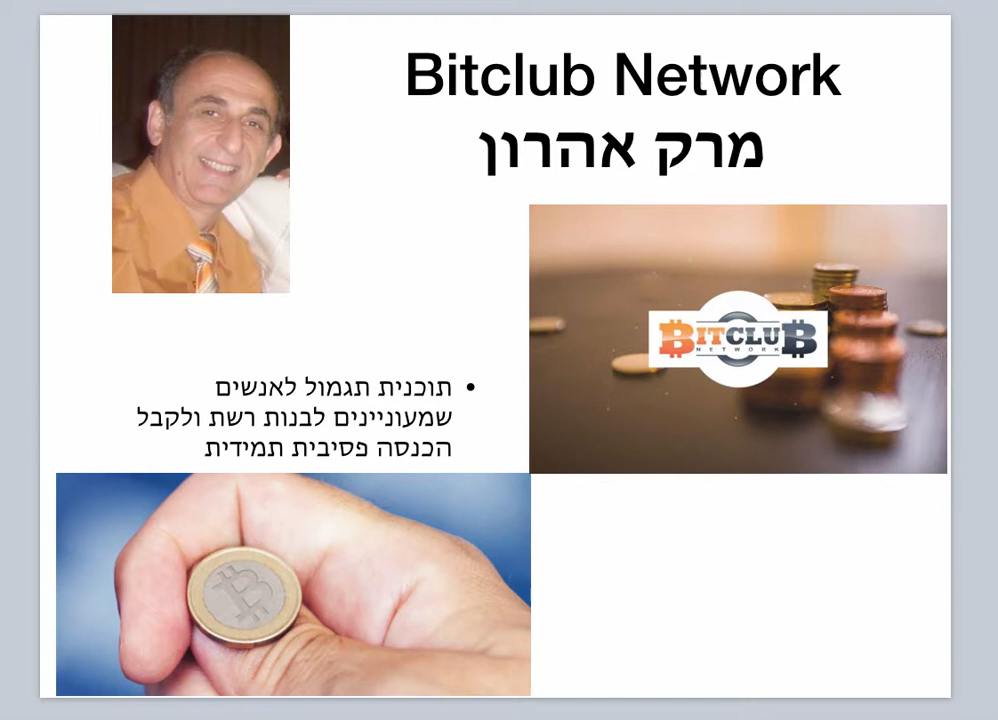 Bitclub Network
מרק אהרון
BITCLUB
NETWORK
• תוכנית תגמול לאנשים
שמעוניינים לבנות רשת ולקבל
הכנסה פסיבית תמידית